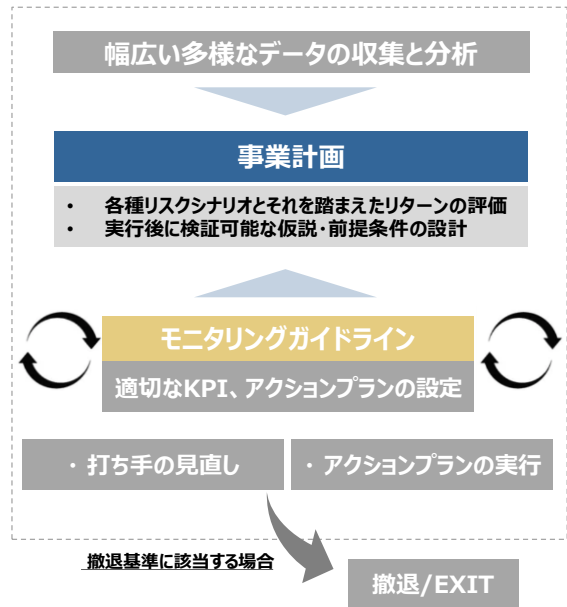 幅広い多様なデータの収集と分析
事業計画
・ 各種リスクシナリオとそれを踏まえたリターンの評価
・ 実行後に検証可能な仮説・前提条件の設計
モニタリングガイドライン
適切なKPI、アクションプランの設定
・打ち手の見直し
・アクションプランの実行
撤退基準に該当する場合
撤退/EXIT